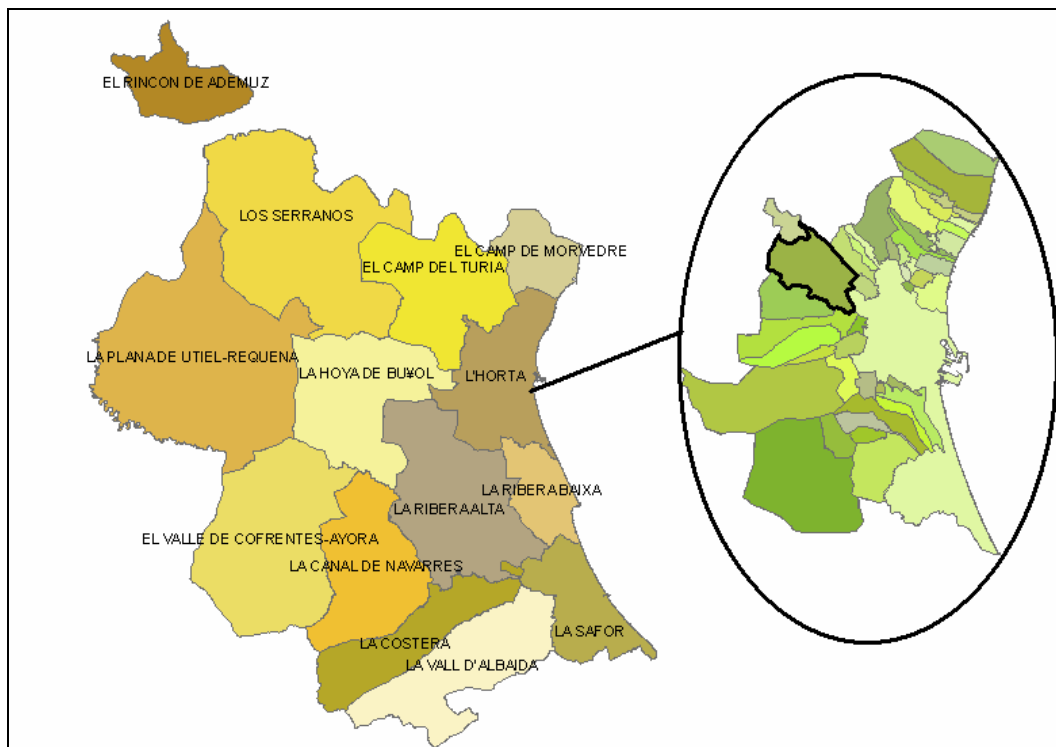 EL RINCON DE ADEMUZ
LOS SERRANOS
EL CAMP DE MORVEDRE
EL CAMP DEL TURIA
LA PLANA DE UTIEL-REQUENA
LA HOYA DE BU¥OL
L'HORTA
LA RIBERA BAIXA
LA RIBERA ALTA
EL VALLE DE COFRENTES-AYORA
LA CANAL DE NAVARRES
LA COSTERA
LA SAFOR
LA VALL D'ALBAIDA